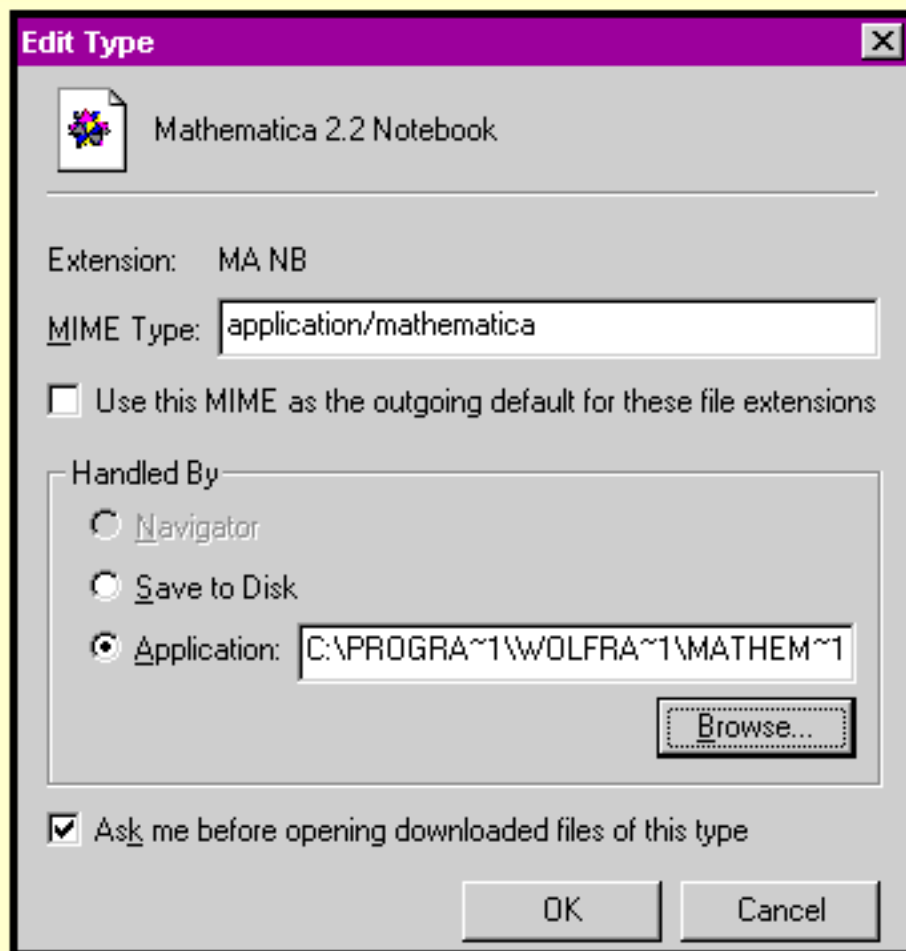 Edit Type
Mathematica 2.2 Notebook
Extension: MA NB
MIME Type: application/mathematica
Use this MIME as the outgoing default for these file extensions
Handled By
Navigator
Save to Disk
Application: C:\PROGRA~1\WOLFRA~1\MATHEM~1
Browse...
Ask me before opening downloaded files of this type
OK Cancel